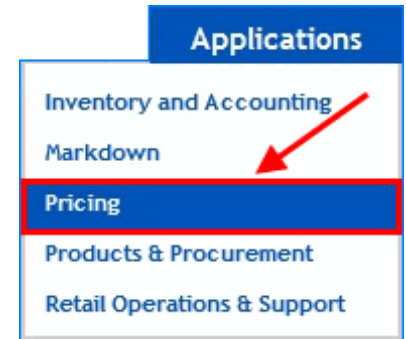 Applications
Inventory and Accounting
Markdown
Pricing
Products & Procurement
Retail Operations & Support